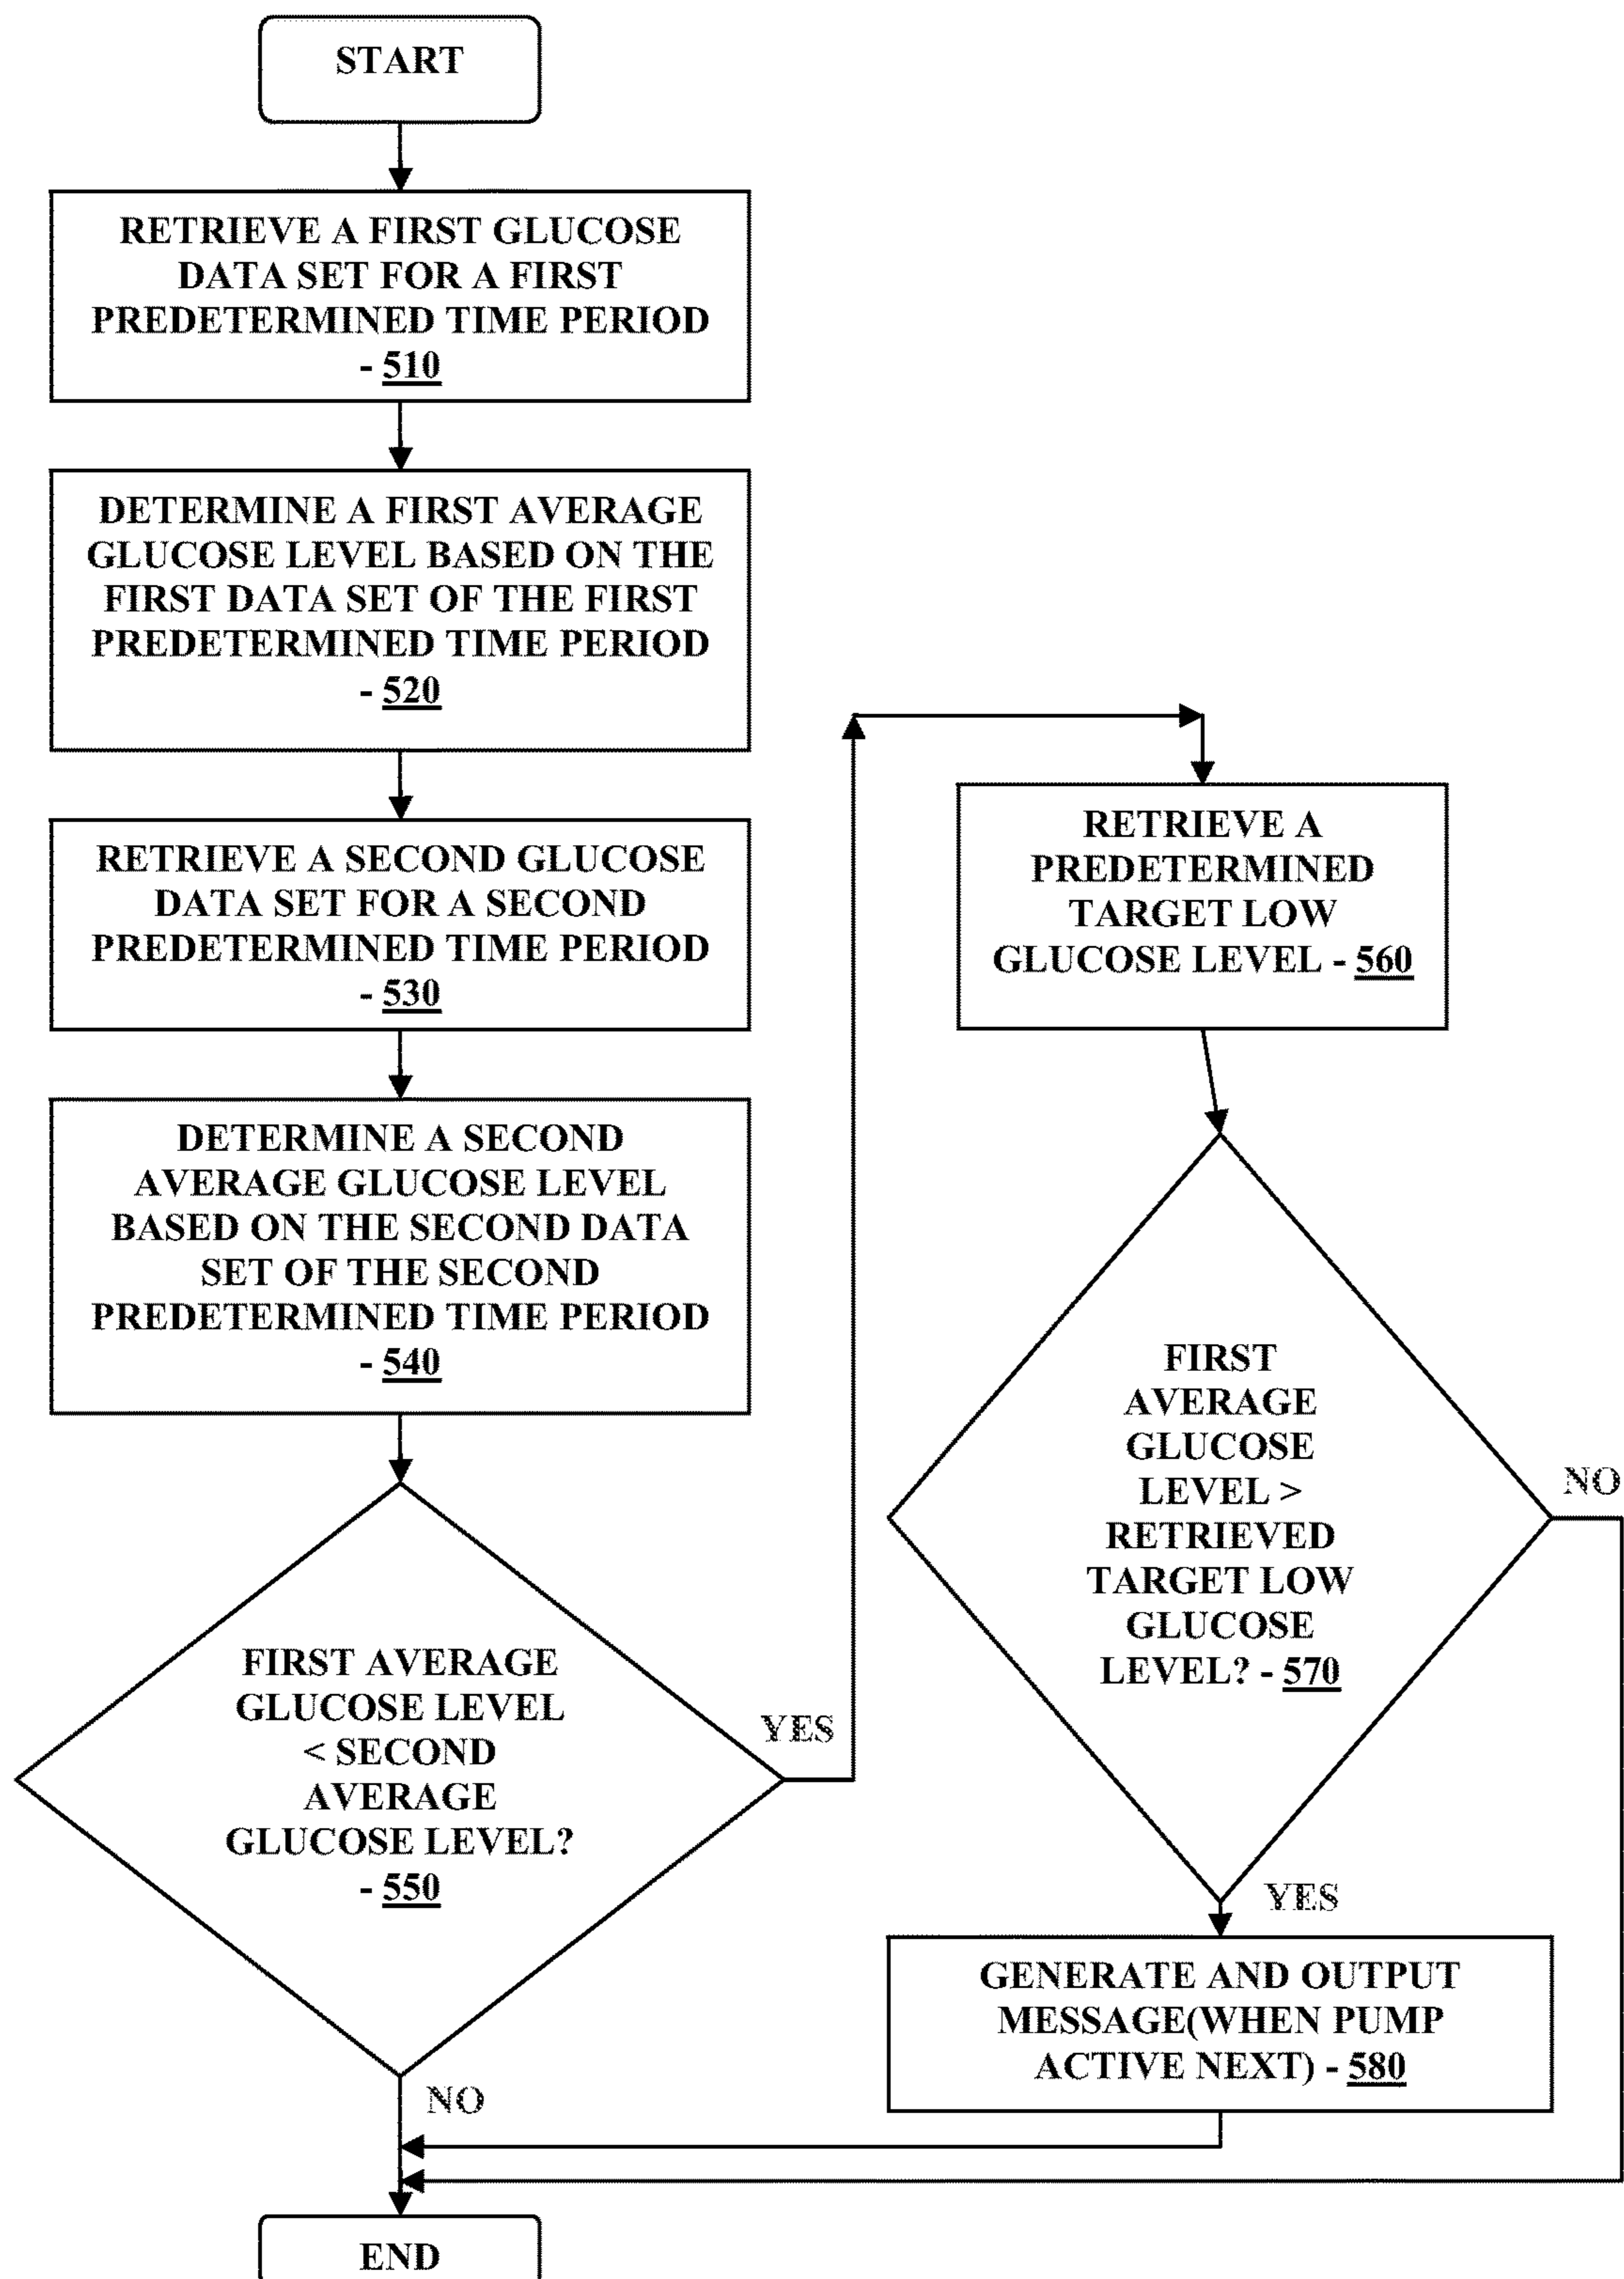 START
RETRIEVE A FIRST GLUCOSE
DATA SET FOR A FIRST
PREDETERMINED TIME PERIOD
- 510
DETERMINE A FIRST AVERAGE
GLUCOSE LEVEL BASED ON THE
FIRST DATA SET OF THE FIRST
PREDETERMINED TIME PERIOD
- 520
RETRIEVE A SECOND GLUCOSE
DATA SET FOR A SECOND
PREDETERMINED TIME PERIOD
- 530
DETERMINE A SECOND
AVERAGE GLUCOSE LEVEL
BASED ON THE SECOND DATA
SET OF THE SECOND
PREDETERMINED TIME PERIOD
- 540
FIRST AVERAGE
GLUCOSE LEVEL
< SECOND
AVERAGE
GLUCOSE LEVEL?
- 550
YES
NO
RETRIEVE A
PREDETERMINED
TARGET LOW
GLUCOSE LEVEL - 560
FIRST
AVERAGE
GLUCOSE
LEVEL >
RETRIEVED
TARGET LOW
GLUCOSE
LEVEL? - 570
NO
YES
GENERATE AND OUTPUT
MESSAGE(WHEN PUMP
ACTIVE NEXT) - 580
END